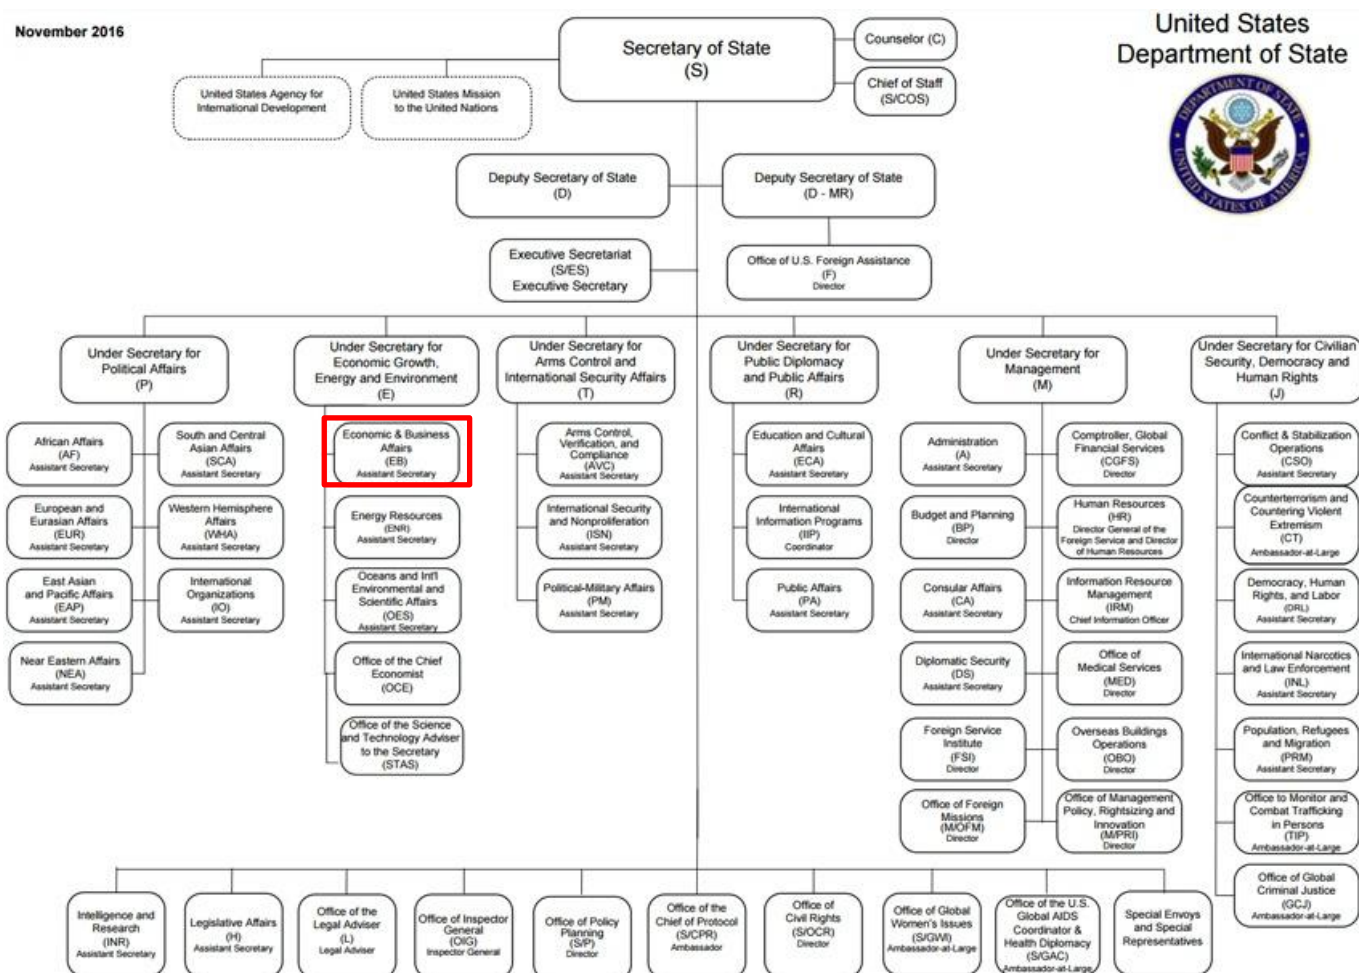 November 2016
United States
Department of State
DEPARTMENT OF STATE
UNITED STATES OF AMERICA
Secretary of State
(S)
Counselor (C)
Chief of Staff
(S/COS)
United States Agency for
International Development
United States Mission
to the United Nations
Deputy Secretary of State
(D)
Deputy Secretary of State
(D - MR)
Executive Secretariat
(S/ES)
Executive Secretary
Office of U.S. Foreign Assistance
(F)
Director
Under Secretary for
Political Affairs
(P)
Under Secretary for
Economic Growth,
Energy and Environment
(E)
Under Secretary for
Arms Control and
International Security Affairs
(T)
Under Secretary for
Public Diplomacy
and Public Affairs
(R)
Under Secretary for
Management
(M)
Under Secretary for Civilian
Security, Democracy and
Human Rights
(J)
African Affairs
(AF)
Assistant Secretary
South and Central
Asian Affairs
(SCA)
Assistant Secretary
Economic & Business
Affairs
(EB)
Assistant Secretary
Arms Control,
Verification, and
Compliance
(AVC)
Assistant Secretary
Education and Cultural
Affairs
(ECA)
Assistant Secretary
Administration
(A)
Assistant Secretary
Comptroller, Global
Financial Services
(CGFS)
Director
Conflict & Stabilization
Operations
(CSO)
Assistant Secretary
European and
Eurasian Affairs
(EUR)
Assistant Secretary
Western Hemisphere
Affairs
(WHA)
Assistant Secretary
Energy Resources
(ENR)
Assistant Secretary
International Security
and Nonproliferation
(ISN)
Assistant Secretary
International
Information Programs
(IIP)
Coordinator
Budget and Planning
(BP)
Director
Human Resources
(HR)
Director General of the
Foreign Service and Director
of Human Resources
Counterterrorism and
Countering Violent
Extremism
(CT)
Ambassador-at-Large
East Asian
and Pacific Affairs
(EAP)
Assistant Secretary
International
Organizations
(IO)
Assistant Secretary
Oceans and Int'l
Environmental and
Scientific Affairs
(OES)
Assistant Secretary
Political-Military Affairs
(PM)
Assistant Secretary
Public Affairs
(PA)
Assistant Secretary
Consular Affairs
(CA)
Assistant Secretary
Information Resource
Management
(IRM)
Chief Information Officer
Democracy, Human
Rights, and Labor
(DRL)
Assistant Secretary
Near Eastern Affairs
(NEA)
Assistant Secretary
Office of the Chief
Economist
(OCE)
Diplomatic Security
(DS)
Assistant Secretary
Office of
Medical Services
(MED)
Director
International Narcotics
and Law Enforcement
(INL)
Assistant Secretary
Office of the Science
and Technology Adviser
to the Secretary
(STAS)
Foreign Service
Institute
(FSI)
Director
Overseas Buildings
Operations
(OBO)
Director
Population, Refugees
and Migration
(PRM)
Assistant Secretary
Office of Foreign
Missions
(M/OFM)
Director
Office of Management
Policy, Rightsizing and
Innovation
(M/PRI)
Director
Office to Monitor and
Combat Trafficking
in Persons
(TIP)
Ambassador-at-Large
Office of Global
Criminal Justice
(GCJ)
Ambassador-at-Large
Intelligence and
Research
(INR)
Assistant Secretary
Legislative Affairs
(H)
Assistant Secretary
Office of the
Legal Adviser
(L)
Legal Adviser
Office of Inspector
General
(OIG)
Inspector General
Office of Policy
Planning
(S/P)
Director
Office of the
Chief of Protocol
(S/CPR)
Ambassador
Office of
Civil Rights
(S/OCR)
Director
Office of Global
Women's Issues
(S/GWI)
Ambassador-at-Large
Office of the U.S.
Global AIDS
Coordinator &
Health Diplomacy
(S/GAC)
Ambassador-at-Large
Special Envoys
and Special
Representatives